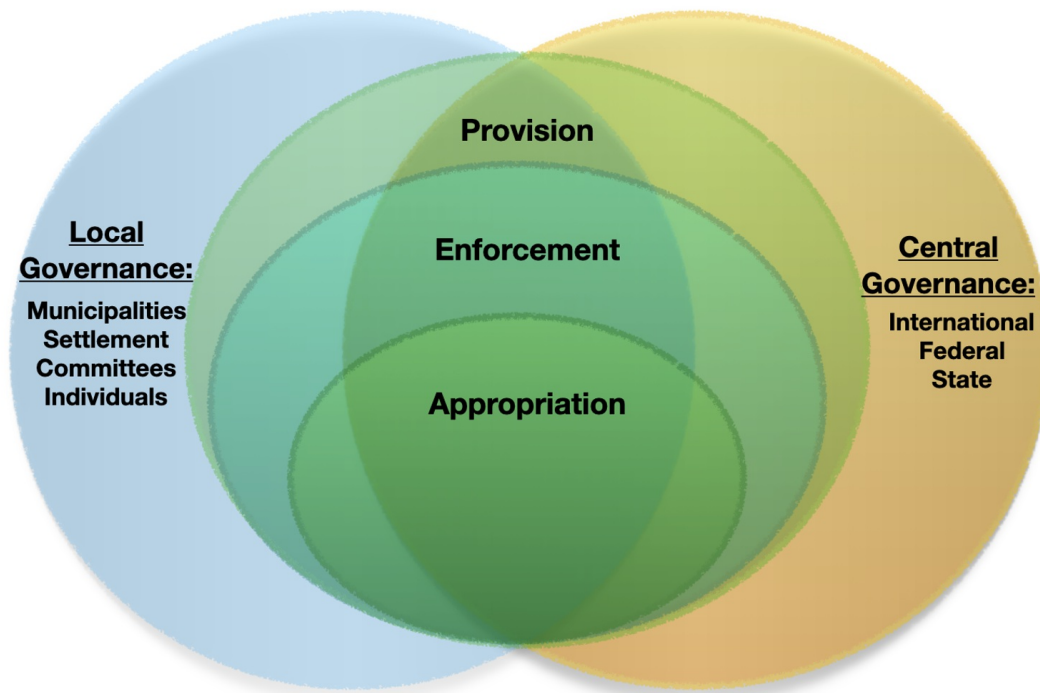 Provision
Enforcement
Appropriation
Local
Governance:
Municipalities
Settlement
Committees
Individuals
Central
Governance:
International
Federal
State